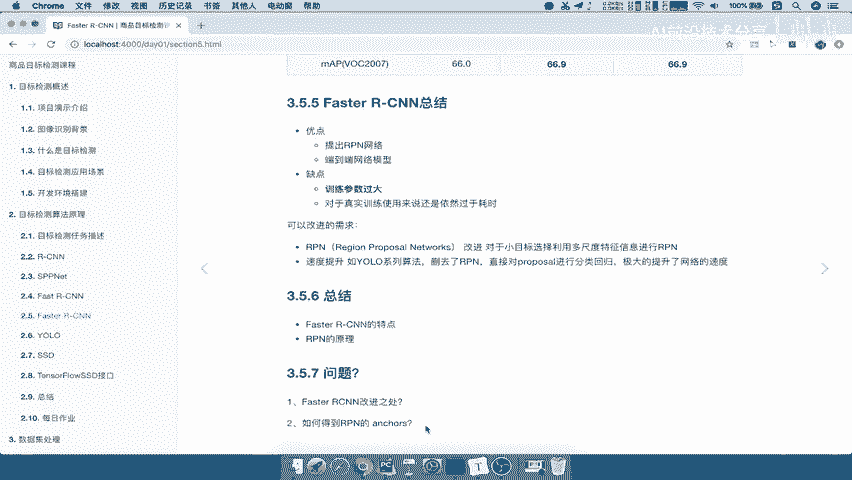 Chrome 文件 修改 视图 历史记录 书签 其他人 电动窗 帮助
100%
Faster R-CNN | 商品目标检测课
localhost:4000/day01/section5.html
商品目标检测课程
1. 目标检测概述
1.1. 项目演示介绍
1.2. 图像识别背景
1.3. 什么是目标检测
1.4. 目标检测应用场景
1.5. 开发环境搭建
2. 目标检测算法原理
2.1. 目标检测任务描述
2.2. R-CNN
2.3. SPPNet
2.4. Fast R-CNN
2.5. Faster R-CNN
2.6. YOLO
2.7. SSD
2.8. TensorFlowSSD接口
2.9. 总结
2.10. 每日作业
3. 数据集处理
mAP(VOC2007) 66.0 66.9 66.9
3.5.5 Faster R-CNN总结
优点
提出RPN网络
端到端网络模型
缺点
训练参数过大
对于真实训练使用来说还是依然过于耗时
可以改进的需求:
RPN（Region Proposal Networks） 改进 对于小目标选择利用多尺度特征信息进行RPN
速度提升 如YOLO系列算法，删去了RPN，直接对proposal进行分类回归，极大的提升了网络的速度
3.5.6 总结
Faster R-CNN的特点
RPN的原理
3.5.7 问题?
1、Faster RCNN改进之处?
2、如何得到RPN的 anchors?